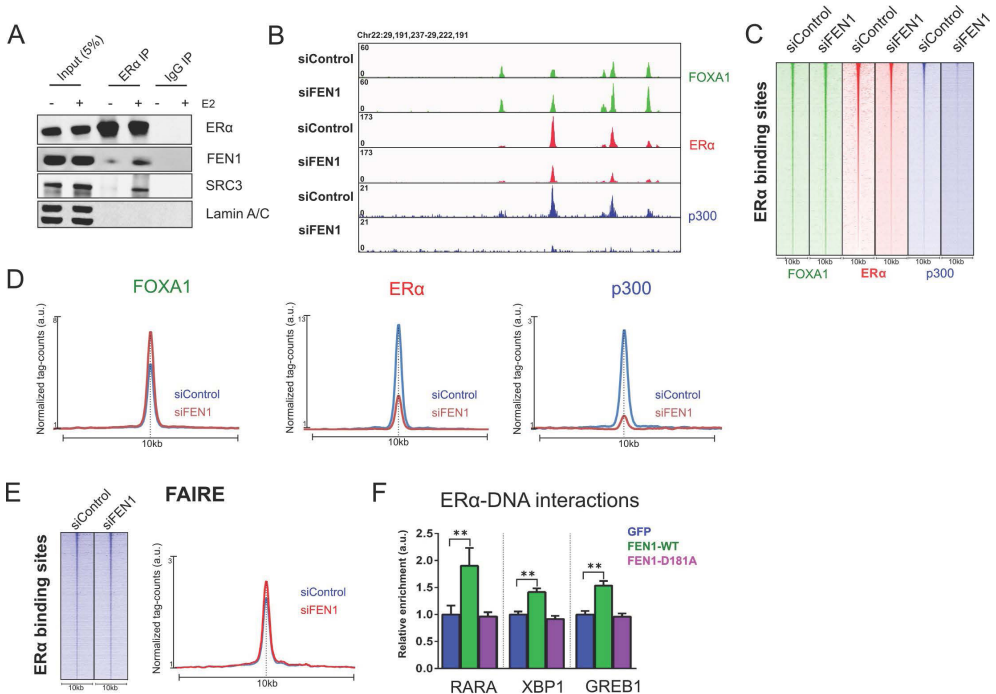 A
Input (5%)
ERα IP
IgG IP
- + - + - + E2
ERα
FEN1
SRC3
Lamin A/C
B
Chr22:29,191,237-29,222,191
siControl
60
0
FOXA1
siFEN1
60
0
siControl
173
0
ERα
siFEN1
173
0
siControl
21
0
p300
siFEN1
21
0
C
siControl
siFEN1
siControl
siFEN1
siControl
siFEN1
ERα binding sites
10kb 10kb 10kb 10kb 10kb 10kb
FOXA1 ERα p300
D
FOXA1
Normalized tag-counts (a.u.)
8
1
siControl
siFEN1
10kb
ERα
Normalized tag-counts (a.u.)
13
1
siControl
siFEN1
10kb
p300
Normalized tag-counts (a.u.)
3
1
siControl
siFEN1
10kb
E
FAIRE
siControl
siFEN1
ERα binding sites
10kb 10kb
Normalized tag-counts (a.u.)
3
1
siControl
siFEN1
10kb
F
ERα-DNA interactions
Relative enrichment (a.u.)
2.5
2.0
1.5
1.0
0.5
0.0
**
**
**
GFP
FEN1-WT
FEN1-D181A
RARA XBP1 GREB1